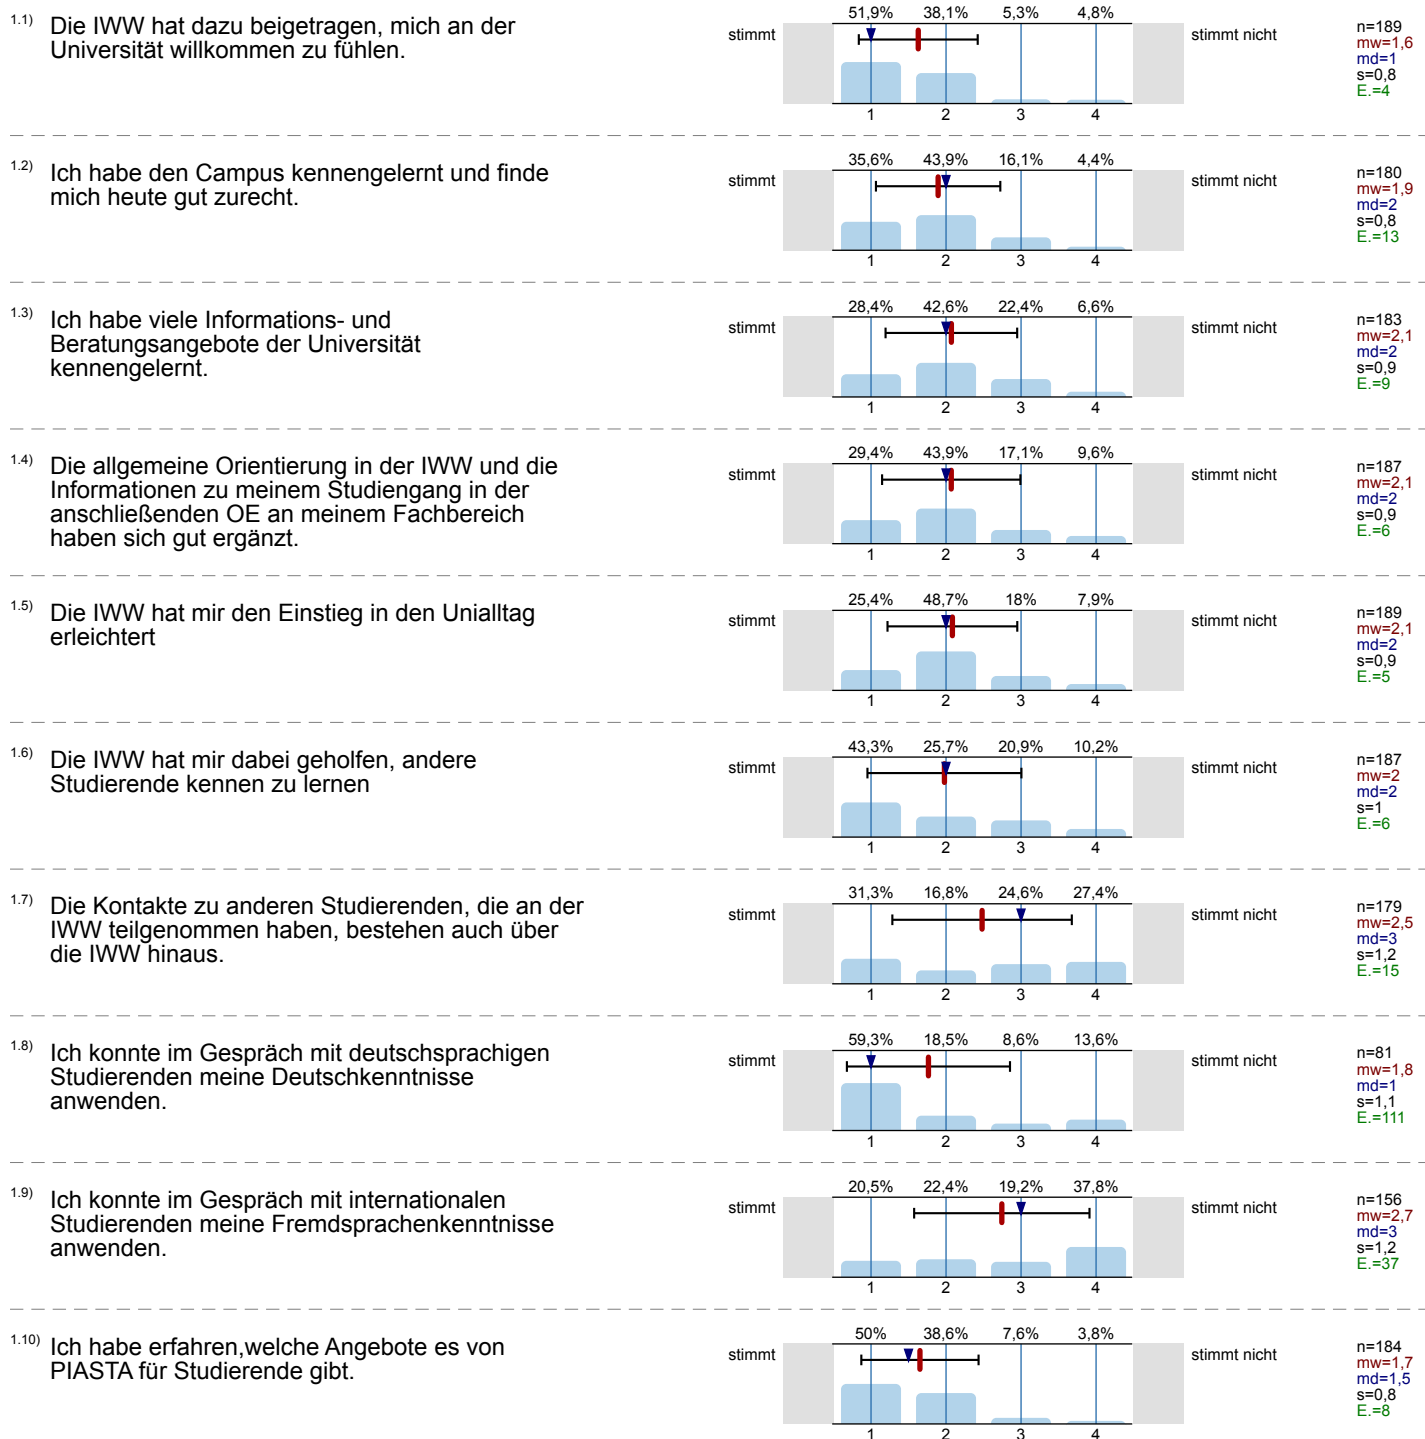 1.1) Die IWW hat dazu beigetragen, mich an der
Universität willkommen zu fühlen.
stimmt
51,9% 38,1% 5,3% 4,8%
1 2 3 4
stimmt nicht
n=189
mw=1,6
md=1
s=0,8
E.=4
1.2) Ich habe den Campus kennengelernt und finde
mich heute gut zurecht.
stimmt
35,6% 43,9% 16,1% 4,4%
1 2 3 4
stimmt nicht
n=180
mw=1,9
md=2
s=0,8
E.=13
1.3) Ich habe viele Informations- und
Beratungsangebote der Universität
kennengelernt.
stimmt
28,4% 42,6% 22,4% 6,6%
1 2 3 4
stimmt nicht
n=183
mw=2,1
md=2
s=0,9
E.=9
1.4) Die allgemeine Orientierung in der IWW und die
Informationen zu meinem Studiengang in der
anschließenden OE an meinem Fachbereich
haben sich gut ergänzt.
stimmt
29,4% 43,9% 17,1% 9,6%
1 2 3 4
stimmt nicht
n=187
mw=2,1
md=2
s=0,9
E.=6
1.5) Die IWW hat mir den Einstieg in den Unialltag
erleichtert
stimmt
25,4% 48,7% 18% 7,9%
1 2 3 4
stimmt nicht
n=189
mw=2,1
md=2
s=0,9
E.=5
1.6) Die IWW hat mir dabei geholfen, andere
Studierende kennen zu lernen
stimmt
43,3% 25,7% 20,9% 10,2%
1 2 3 4
stimmt nicht
n=187
mw=2
md=2
s=1
E.=6
1.7) Die Kontakte zu anderen Studierenden, die an der
IWW teilgenommen haben, bestehen auch über
die IWW hinaus.
stimmt
31,3% 16,8% 24,6% 27,4%
1 2 3 4
stimmt nicht
n=179
mw=2,5
md=3
s=1,2
E.=15
1.8) Ich konnte im Gespräch mit deutschsprachigen
Studierenden meine Deutschkenntnisse
anwenden.
stimmt
59,3% 18,5% 8,6% 13,6%
1 2 3 4
stimmt nicht
n=81
mw=1,8
md=1
s=1,1
E.=111
1.9) Ich konnte im Gespräch mit internationalen
Studierenden meine Fremdsprachenkenntnisse
anwenden.
stimmt
20,5% 22,4% 19,2% 37,8%
1 2 3 4
stimmt nicht
n=156
mw=2,7
md=3
s=1,2
E.=37
1.10) Ich habe erfahren,welche Angebote es von
PIASTA für Studierende gibt.
stimmt
50% 38,6% 7,6% 3,8%
1 2 3 4
stimmt nicht
n=184
mw=1,7
md=1,5
s=0,8
E.=8